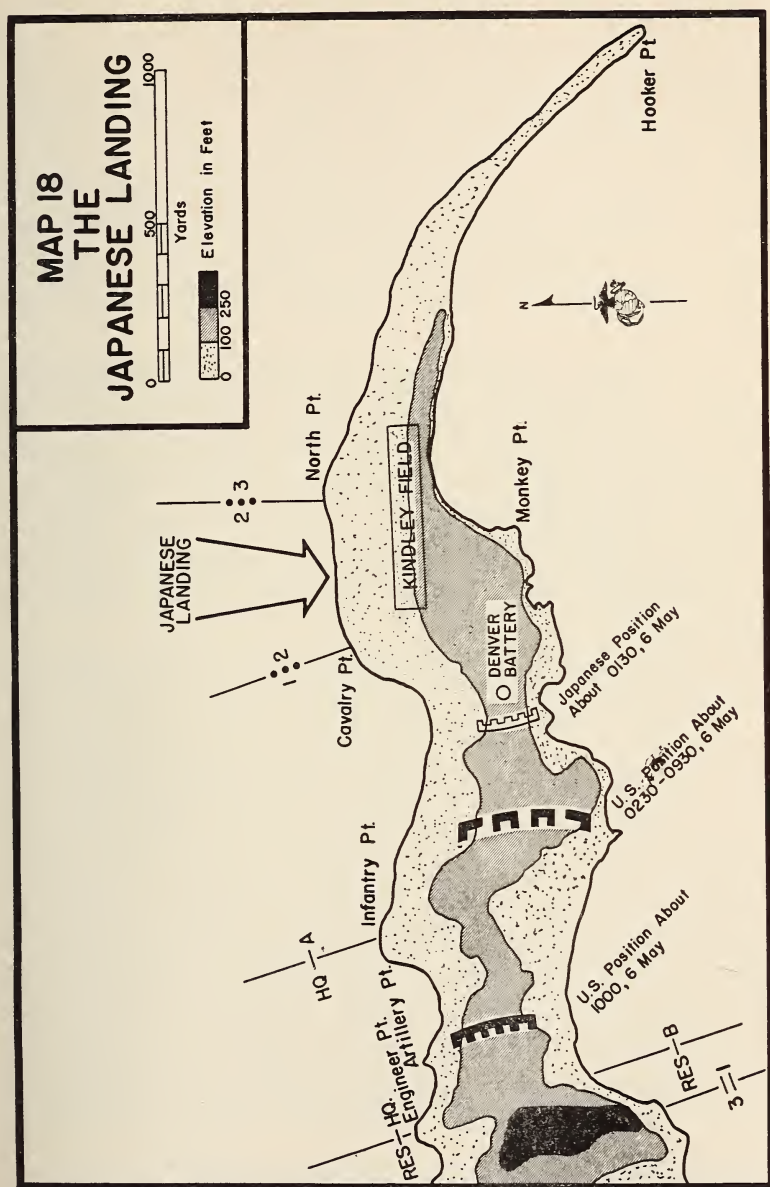 MAP 18
THE
JAPANESE LANDING
0 500 1000
Yards
Elevation in Feet
0 100 250
JAPANESE
LANDING
2 3
North Pt.
1 2
Cavalry Pt.
Hooker Pt
N
KINDLEY FIELD
Monkey Pt.
DENVER
BATTERY
Japanese Position
About 0130, 6 May
U.S. Position About
0230-0930, 6 May
Infantry Pt.
HQ A
U.S. Position About
1000, 6 May
Artillery Pt.
Engineer Pt.
RES HQ.
RES B
3 1